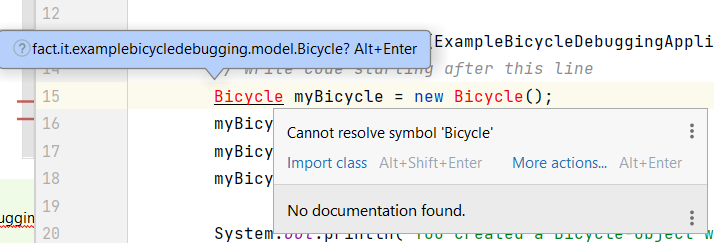 12
?fact.it.examplebicycledebugging.model.Bicycle? Alt+Enter
.ExampleBicycleDebuggingAppli
14 // write code starting after this line
15 Bicycle myBicycle = new Bicycle();
16 myBicy
Cannot resolve symbol 'Bicycle'
17 myBicy
Import class Alt+Shift+Enter More actions... Alt+Enter
18 myBicy
19
No documentation found.
20 System.out.println("You created a Bicycle-object w